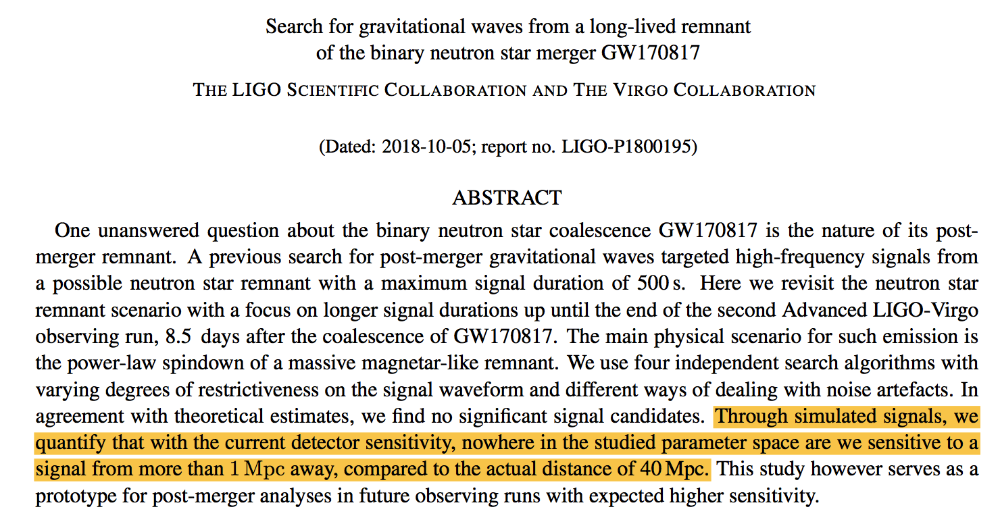 Search for gravitational waves from a long-lived remnant
of the binary neutron star merger GW170817
THE LIGO SCIENTIFIC COLLABORATION AND THE VIRGO COLLABORATION
(Dated: 2018-10-05; report no. LIGO-P1800195)
ABSTRACT
One unanswered question about the binary neutron star coalescence GW170817 is the nature of its post-
merger remnant. A previous search for post-merger gravitational waves targeted high-frequency signals from
a possible neutron star remnant with a maximum signal duration of 500 s. Here we revisit the neutron star
remnant scenario with a focus on longer signal durations up until the end of the second Advanced LIGO-Virgo
observing run, 8.5 days after the coalescence of GW170817. The main physical scenario for such emission is
the power-law spindown of a massive magnetar-like remnant. We use four independent search algorithms with
varying degrees of restrictiveness on the signal waveform and different ways of dealing with noise artefacts. In
agreement with theoretical estimates, we find no significant signal candidates. Through simulated signals, we
quantify that with the current detector sensitivity, nowhere in the studied parameter space are we sensitive to a
signal from more than 1 Mpc away, compared to the actual distance of 40 Mpc. This study however serves as a
prototype for post-merger analyses in future observing runs with expected higher sensitivity.